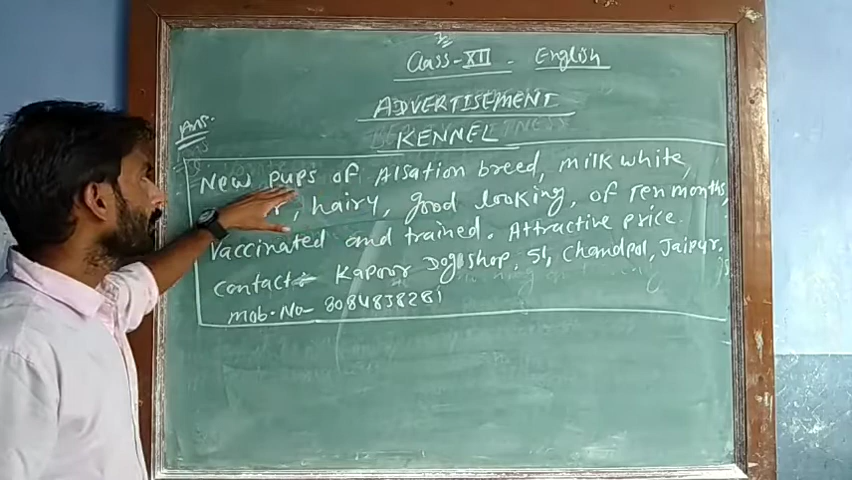 Class-XII - English
ADVERTISEMENT
KENNEL
Ans.
New pups of Alsation breed, milk white,
, hairy, good looking, of Ten months,
vaccinated and trained. Attractive price.
Contact:- Kapoor Dog shop, 51, Chandpol, Jaipur.
mob. No- 8084838281